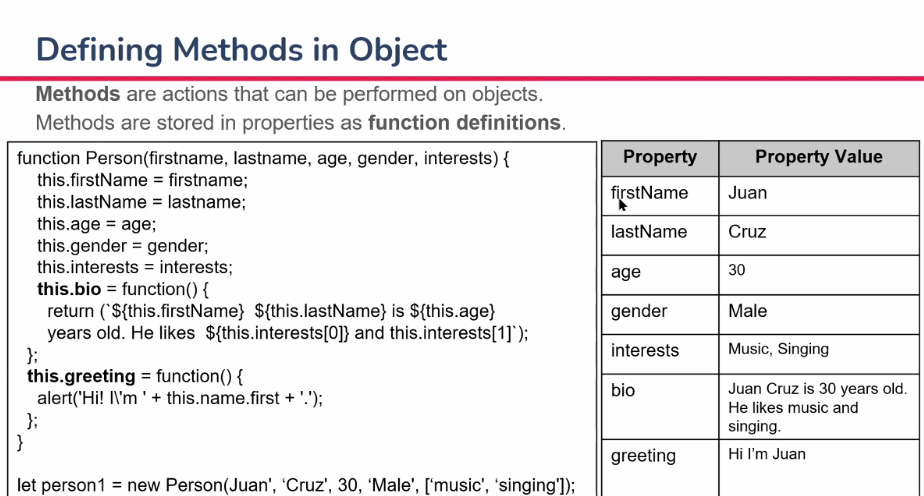 Defining Methods in Object
Methods are actions that can be performed on objects.
Methods are stored in properties as function definitions.
function Person(firstname, lastname, age, gender, interests) {
this.firstName = firstname;
this.lastName = lastname;
this.age = age;
this.gender = gender;
this.interests = interests;
this.bio = function() {
return (`${this.firstName}  ${this.lastName} is ${this.age}
years old. He likes  ${this.interests[0]} and this.interests[1]`);
};
this.greeting = function() {
alert('Hi! I\'m ' + this.name.first + '.');
};
}
let person1 = new Person(Juan', ‘Cruz', 30, ‘Male', [‘music', ‘singing']);
Property Property Value
firstName Juan
lastName Cruz
age 30
gender Male
interests Music, Singing
bio Juan Cruz is 30 years old.
He likes music and
singing.
greeting Hi I’m Juan